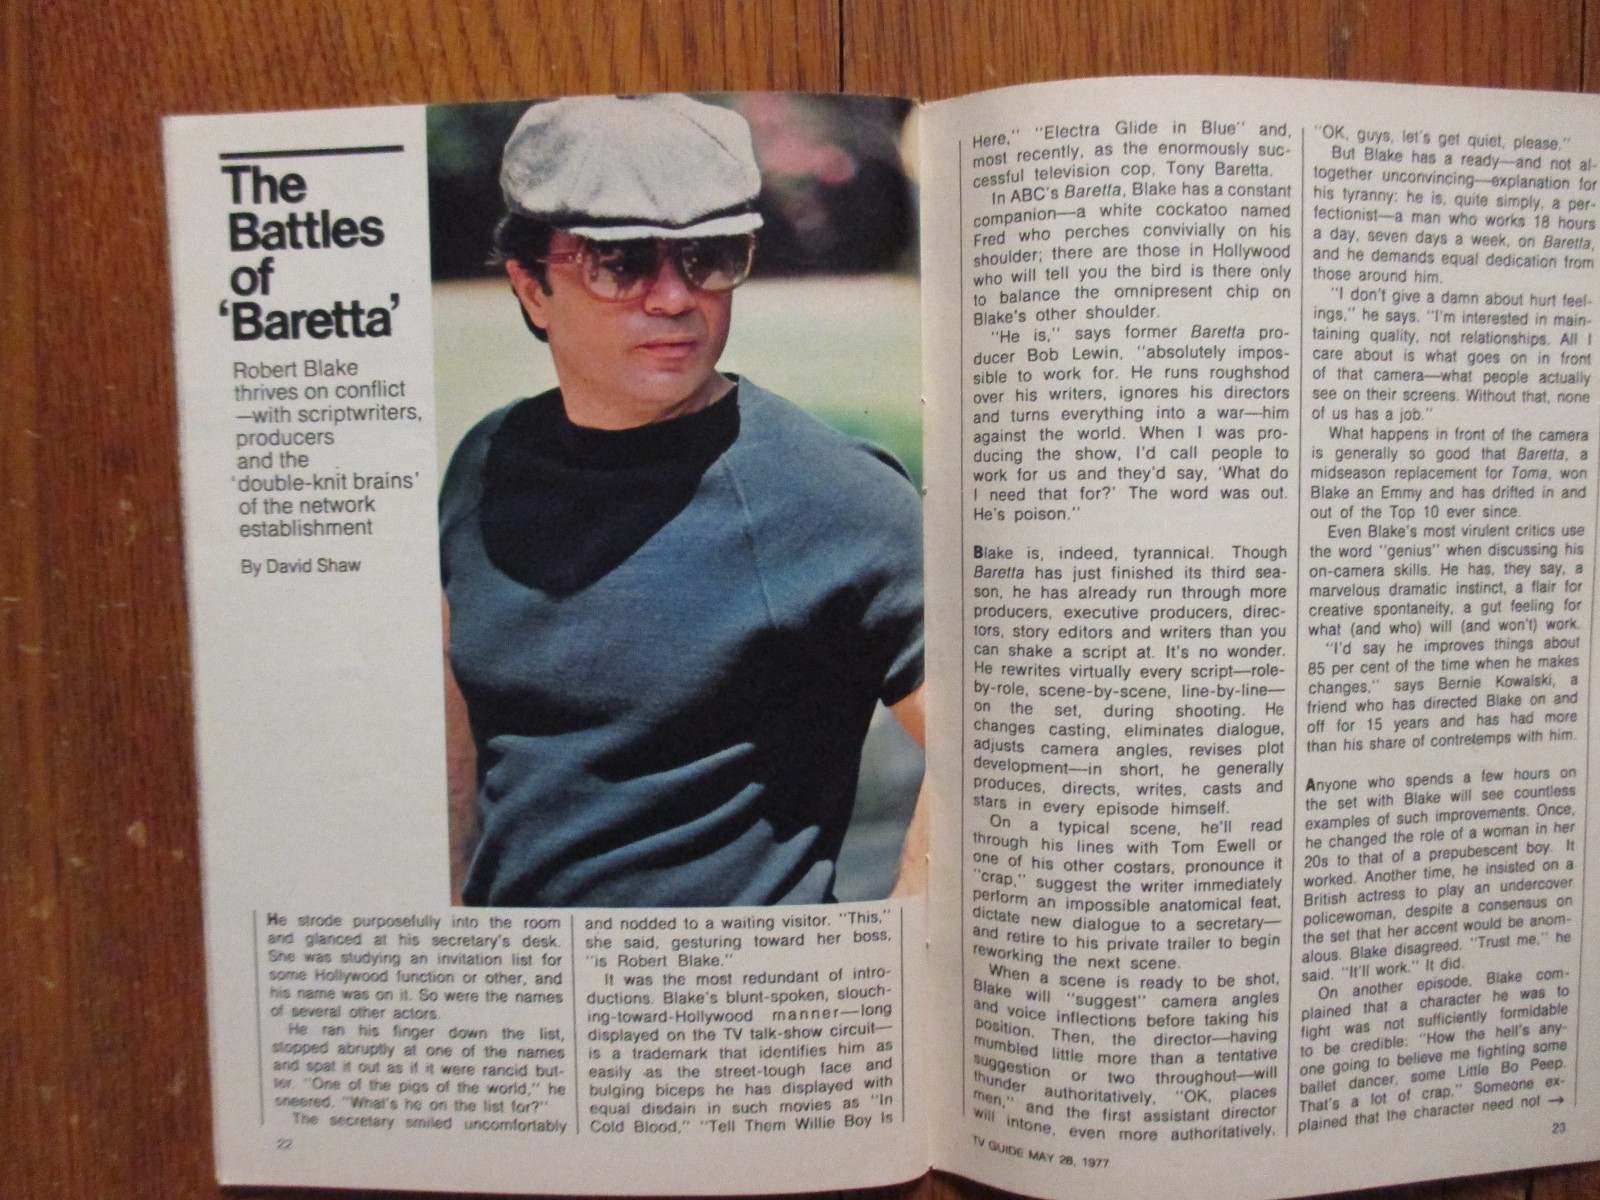 The
Battles
of
‘Baretta’
Robert Blake
thrives on conflict
—with scriptwriters,
producers
and the
‘double-knit brains’
of the network
establishment
By David Shaw
He strode purposefully into the room
and glanced at his secretary's desk.
She was studying an invitation list for
some Hollywood function or other, and
his name was on it. So were the names
of several other actors.
He ran his finger down the list,
stopped abruptly at one of the names
and spat it out as if it were rancid but-
ter. "One of the pigs of the world," he
sneered. "What's he on the list for?"
The secretary smiled uncomfortably
and nodded to a waiting visitor. "This,"
she said, gesturing toward her boss,
"is Robert Blake."
It was the most redundant of intro-
ductions. Blake's blunt-spoken, slouch-
ing-toward-Hollywood manner—long
displayed on the TV talk-show circuit—
is a trademark that identifies him as
easily as the street-tough face and
bulging biceps he has displayed with
equal disdain in such movies as "In
Cold Blood," "Tell Them Willie Boy Is
22
Here," "Electra Glide in Blue" and,
most recently, as the enormously suc-
cessful television cop, Tony Baretta.
In ABC's Baretta, Blake has a constant
companion—a white cockatoo named
Fred who perches convivially on his
shoulder; there are those in Hollywood
who will tell you the bird is there only
to balance the omnipresent chip on
Blake's other shoulder.
"He is," says former Baretta pro-
ducer Bob Lewin, "absolutely impos-
sible to work for. He runs roughshod
over his writers, ignores his directors
and turns everything into a war—him
against the world. When I was pro-
ducing the show, I'd call people to
work for us and they'd say, 'What do
I need that for?' The word was out.
He's poison."
Blake is, indeed, tyrannical. Though
Baretta has just finished its third sea-
son, he has already run through more
producers, executive producers, direc-
tors, story editors and writers than you
can shake a script at. It's no wonder.
He rewrites virtually every script—role-
by-role, scene-by-scene, line-by-line—
on the set, during shooting. He
changes casting, eliminates dialogue,
adjusts camera angles, revises plot
development—in short, he generally
produces, directs, writes, casts and
stars in every episode himself.
On a typical scene, he'll read
through his lines with Tom Ewell or
one of his other costars, pronounce it
"crap," suggest the writer immediately
perform an impossible anatomical feat,
dictate new dialogue to a secretary—
and retire to his private trailer to begin
reworking the next scene.
When a scene is ready to be shot,
Blake will "suggest" camera angles
and voice inflections before taking his
position. Then, the director—having
mumbled little more than a tentative
suggestion or two throughout—will
thunder authoritatively, "OK, places
men," and the first assistant director
will intone, even more authoritatively,
TV GUIDE MAY 28, 1977
"OK, guys, let's get quiet, please."
But Blake has a ready—and not al-
together unconvincing—explanation for
his tyranny: he is, quite simply, a per-
fectionist—a man who works 18 hours
a day, seven days a week, on Baretta,
and he demands equal dedication from
those around him.
"I don't give a damn about hurt feel-
ings," he says. "I'm interested in main-
taining quality, not relationships. All I
care about is what goes on in front
of that camera—what people actually
see on their screens. Without that, none
of us has a job."
What happens in front of the camera
is generally so good that Baretta, a
midseason replacement for Toma, won
Blake an Emmy and has drifted in and
out of the Top 10 ever since.
Even Blake's most virulent critics use
the word "genius" when discussing his
on-camera skills. He has, they say, a
marvelous dramatic instinct, a flair for
creative spontaneity, a gut feeling for
what (and who) will (and won't) work.
"I'd say he improves things about
85 per cent of the time when he makes
changes," says Bernie Kowalski, a
friend who has directed Blake on and
off for 15 years and has had more
than his share of contretemps with him.
Anyone who spends a few hours on
the set with Blake will see countless
examples of such improvements. Once,
he changed the role of a woman in her
20s to that of a prepubescent boy. It
worked. Another time, he insisted on a
British actress to play an undercover
policewoman, despite a consensus on
the set that her accent would be anom-
alous. Blake disagreed. "Trust me," he
said. "It'll work." It did.
On another episode, Blake com-
plained that a character he was to
fight was not sufficiently formidable
to be credible: "How the hell's any-
one going to believe me fighting some
ballet dancer, some Little Bo Peep.
That's a lot of crap." Someone ex-
plained that the character need not →
23